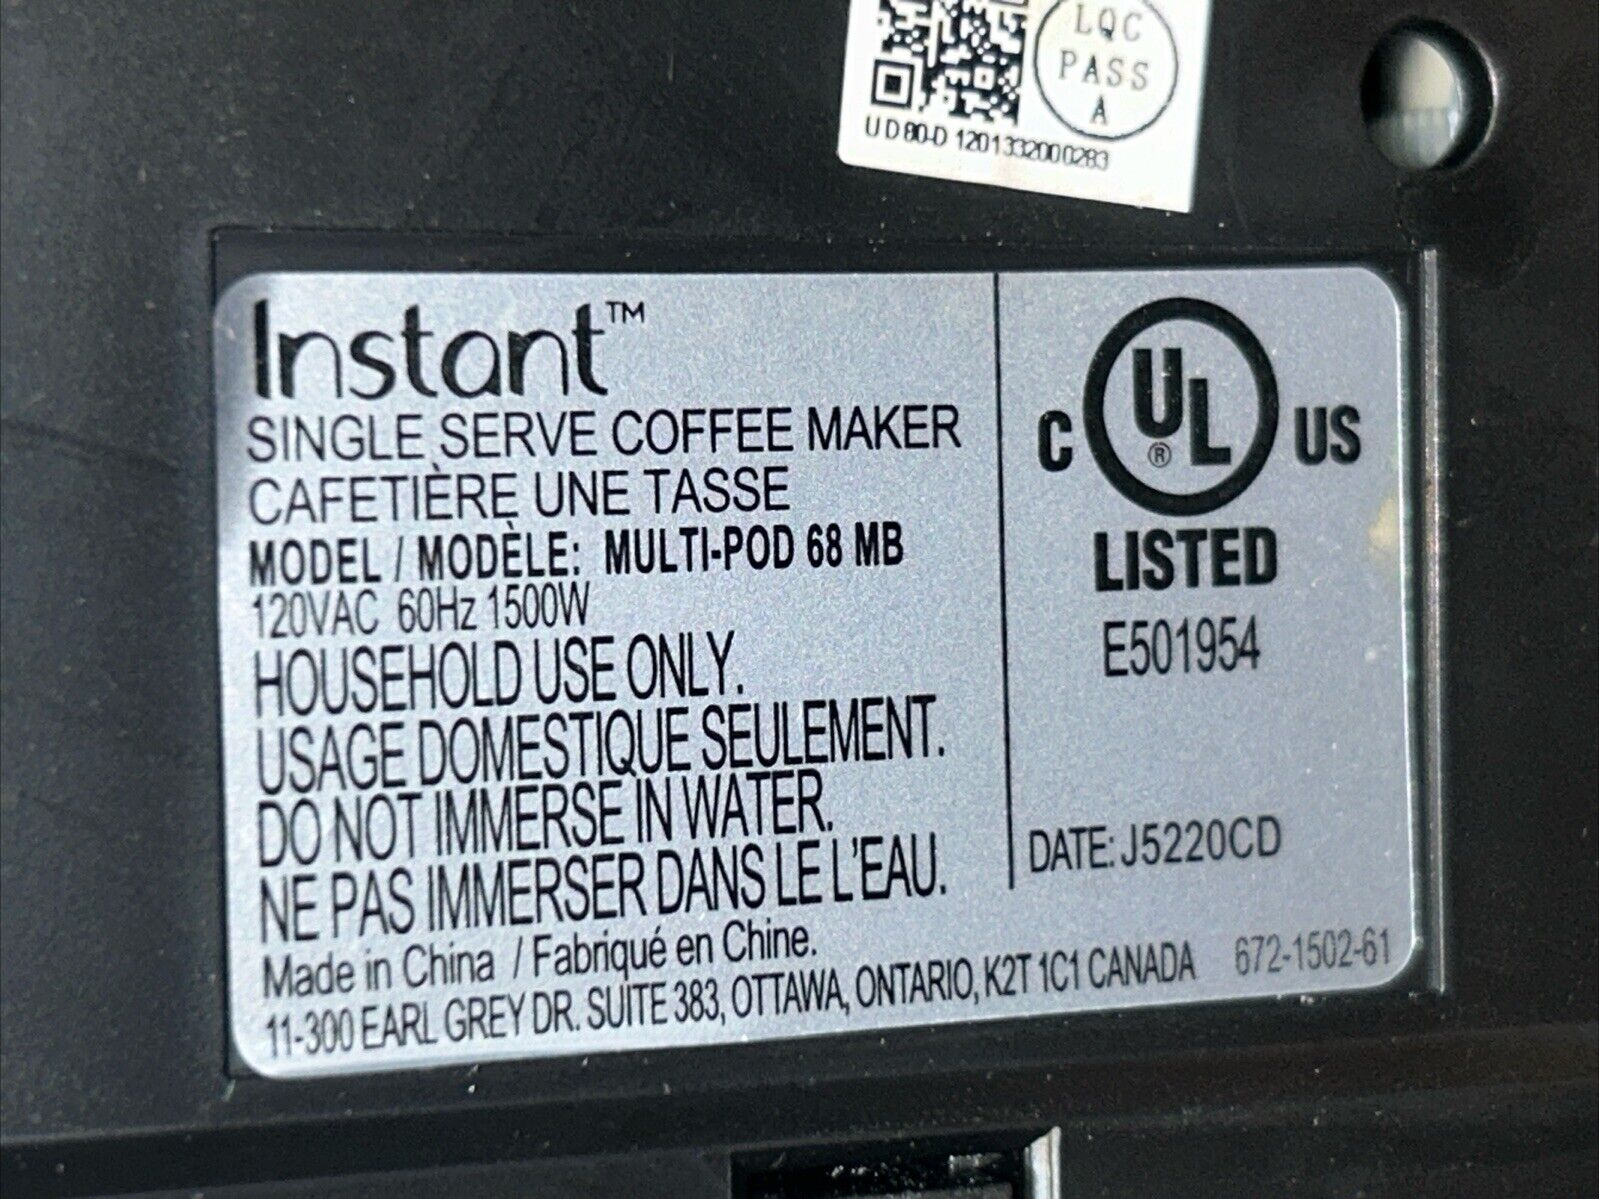 LQC
PASS
A
UD80-D 1201332000283
Instant™
SINGLE SERVE COFFEE MAKER
CAFETIÈRE UNE TASSE
MODEL / MODÈLE: MULTI-POD 68 MB
120VAC 60Hz 1500W
HOUSEHOLD USE ONLY.
USAGE DOMESTIQUE SEULEMENT.
DO NOT IMMERSE IN WATER.
NE PAS IMMERSER DANS LE L'EAU.
Made in China / Fabriqué en Chine.
11-300 EARL GREY DR. SUITE 383, OTTAWA, ONTARIO, K2T 1C1 CANADA
C UL® US
LISTED
E501954
DATE: J5220CD
672-1502-61